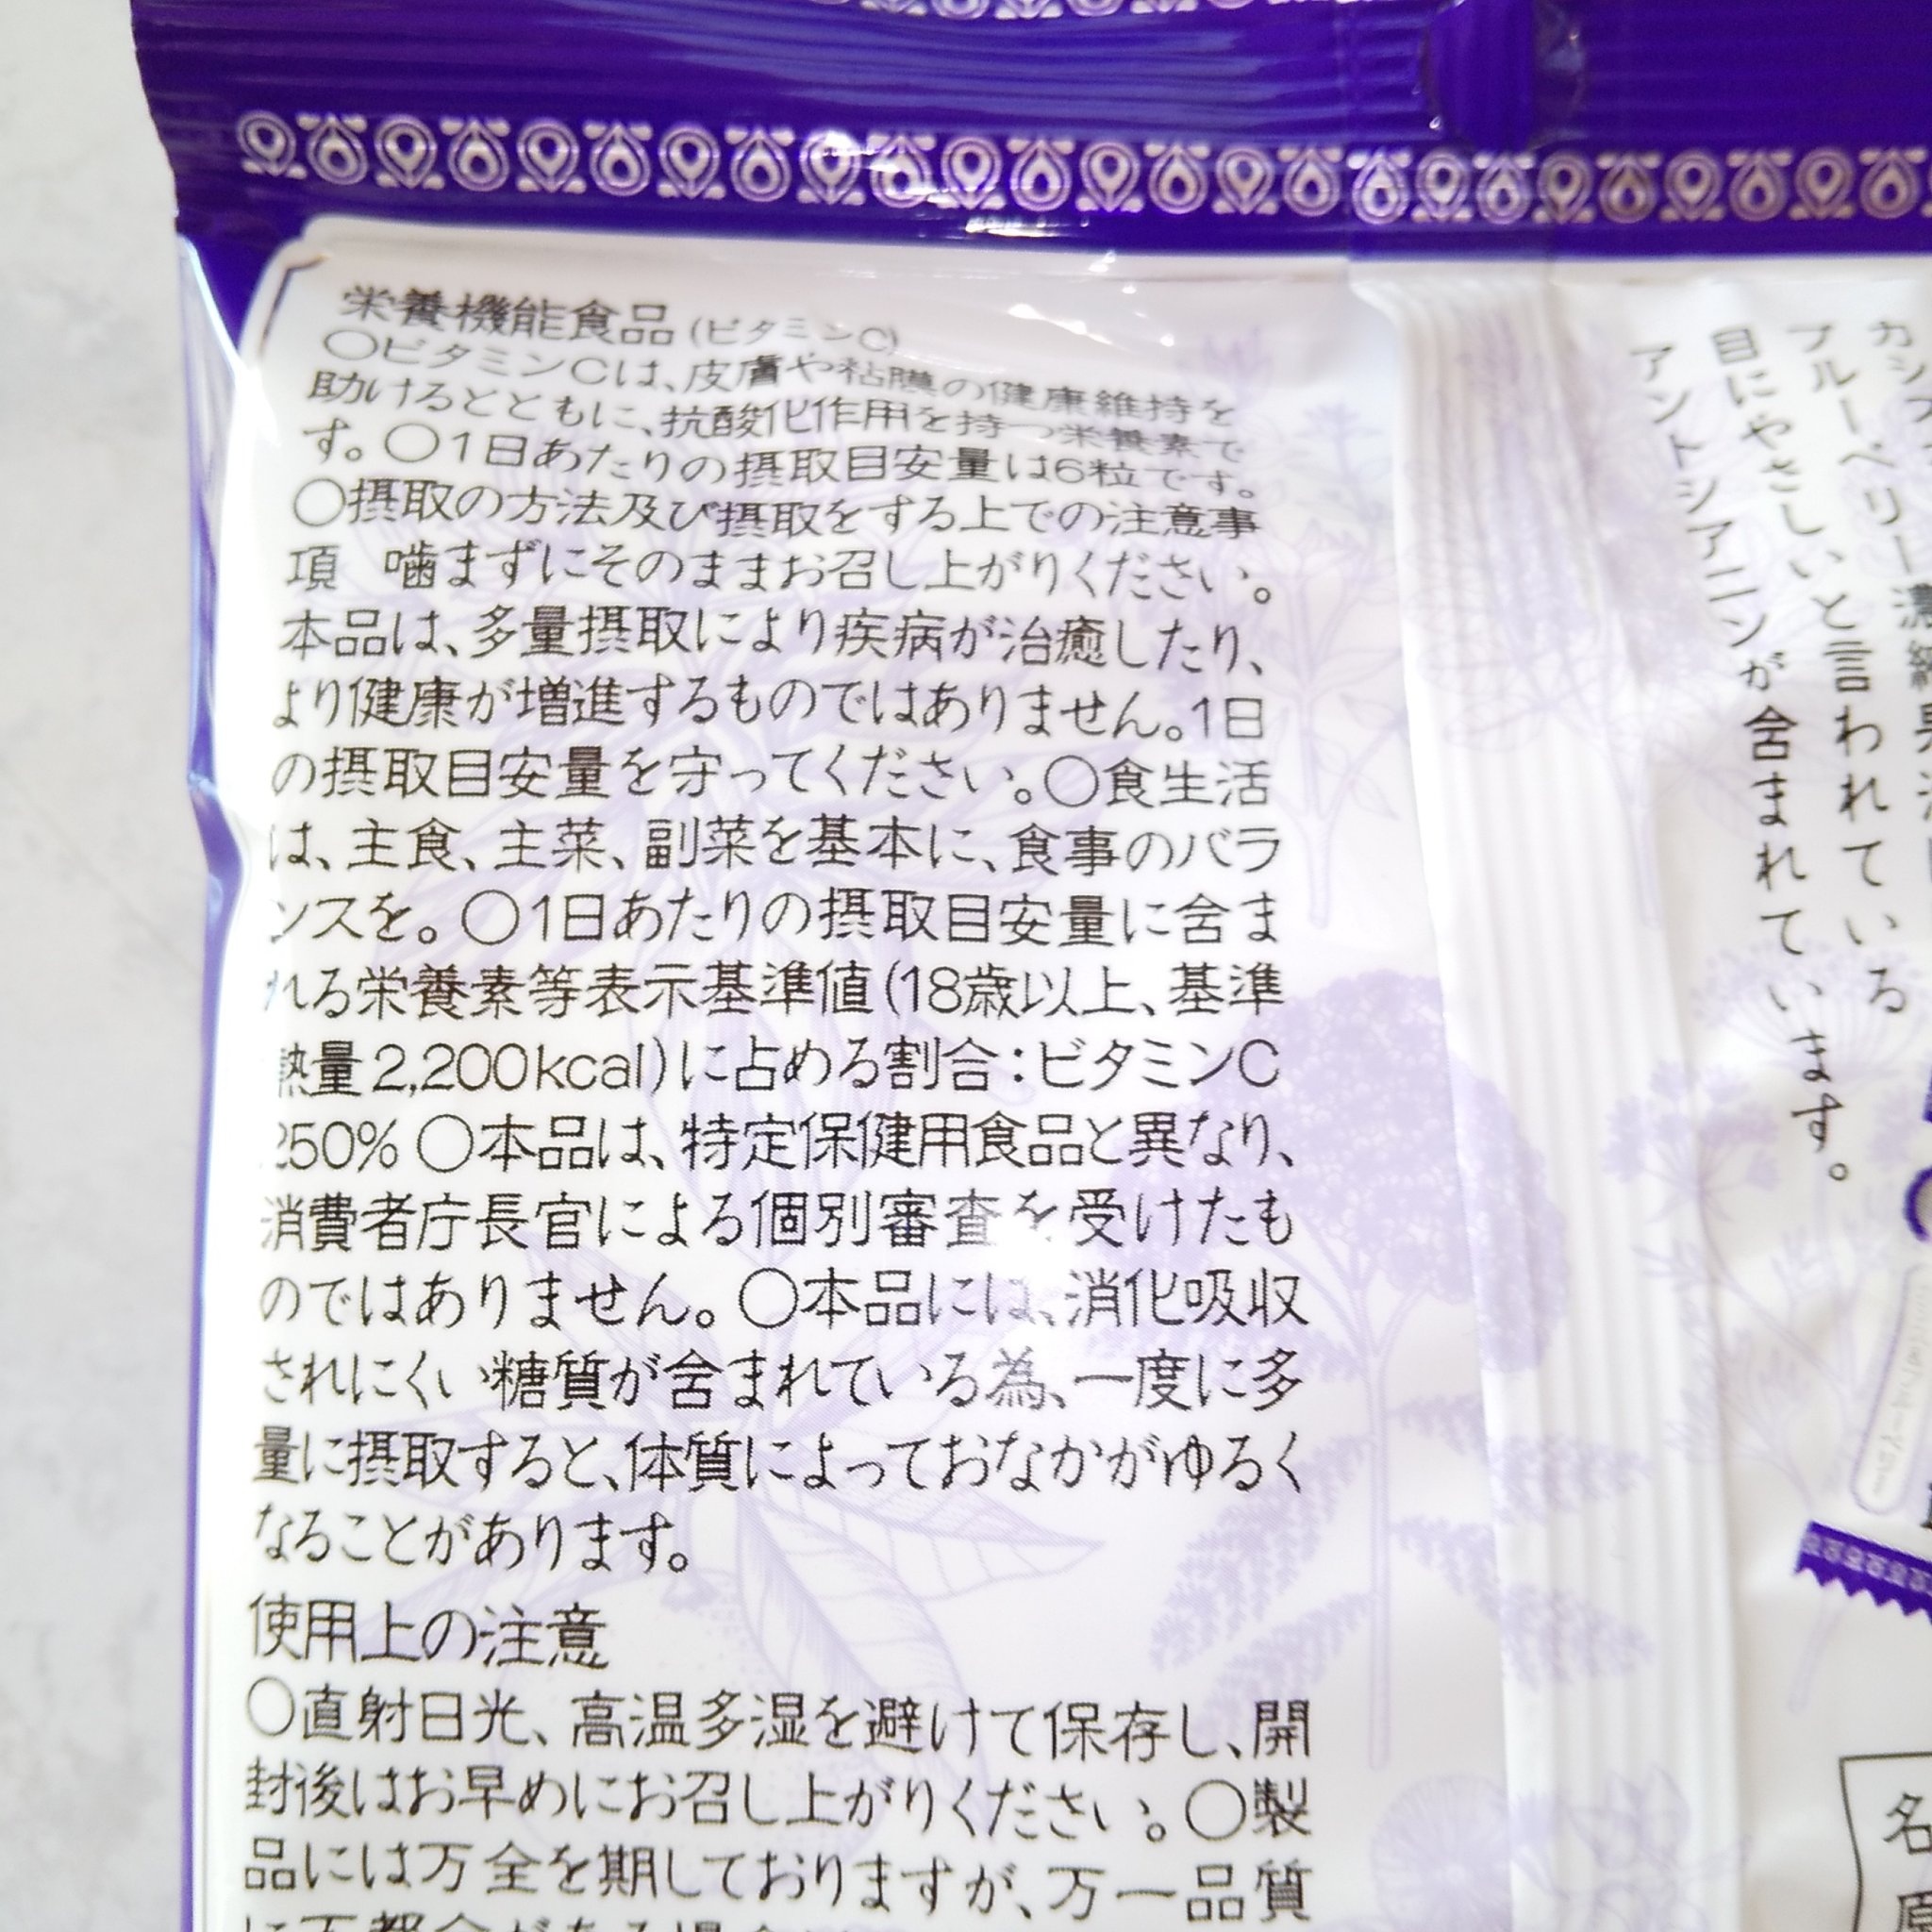 栄養機能食品(ビタミンC)
○ビタミンCは、皮膚や粘膜の健康維持を
助けるとともに、抗酸化作用を持つ栄養素で
す。○1日あたりの摂取目安量は6粒です。
○摂取の方法及び摂取をする上での注意事
項 噛まずにそのままお召し上がりください。
本品は、多量摂取により疾病が治癒したり、
より健康が増進するものではありません。1日
の摂取目安量を守ってください。○食生活
は、主食、主菜、副菜を基本に、食事のバラ
ンスを。○1日あたりの摂取目安量に含ま
れる栄養素等表示基準値(18歳以上、基準
熱量2,200kcal)に占める割合:ビタミンC
250% ○本品は、特定保健用食品と異なり、
消費者庁長官による個別審査を受けたも
のではありません。○本品には、消化吸収
されにくい糖質が含まれている為、一度に多
量に摂取すると、体質によっておなかがゆるく
なることがあります。
使用上の注意
○直射日光、高温多湿を避けて保存し、開
封後はお早めにお召し上がりください。○製
品には万全を期しておりますが、万一品質
カシス
ブルーベリー濃縮果汁
目にやさしいと言われている
アントシアニンが含まれています。
名